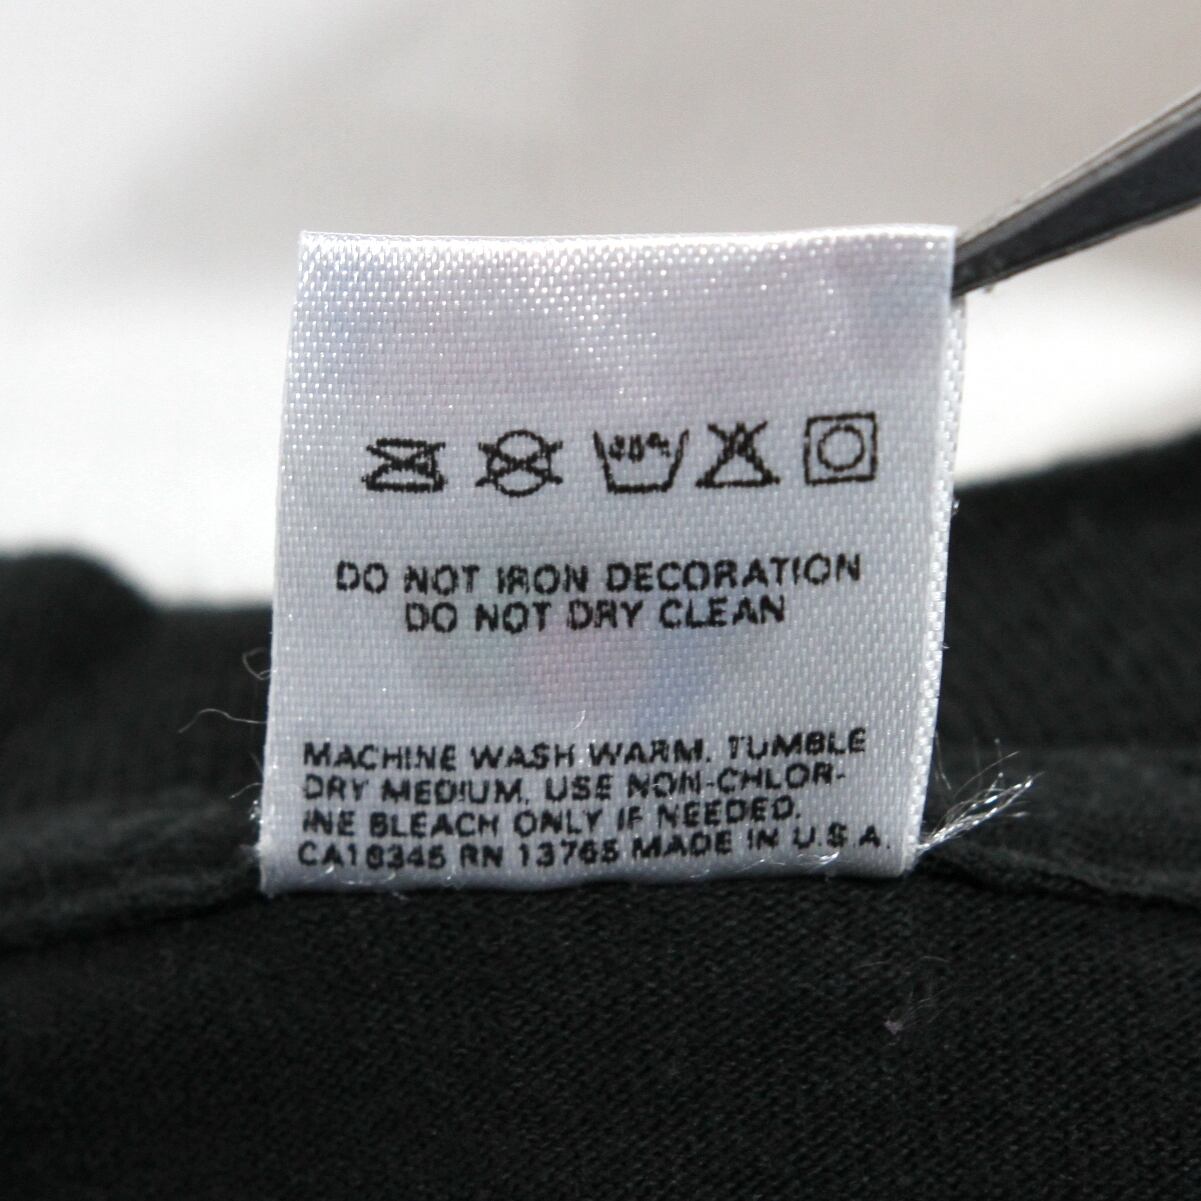 DO NOT IRON DECORATION
DO NOT DRY CLEAN
MACHINE WASH WARM. TUMBLE
DRY MEDIUM. USE NON-CHLOR-
INE BLEACH ONLY IF NEEDED.
CA18345 RN 13765 MADE IN U.S.A.